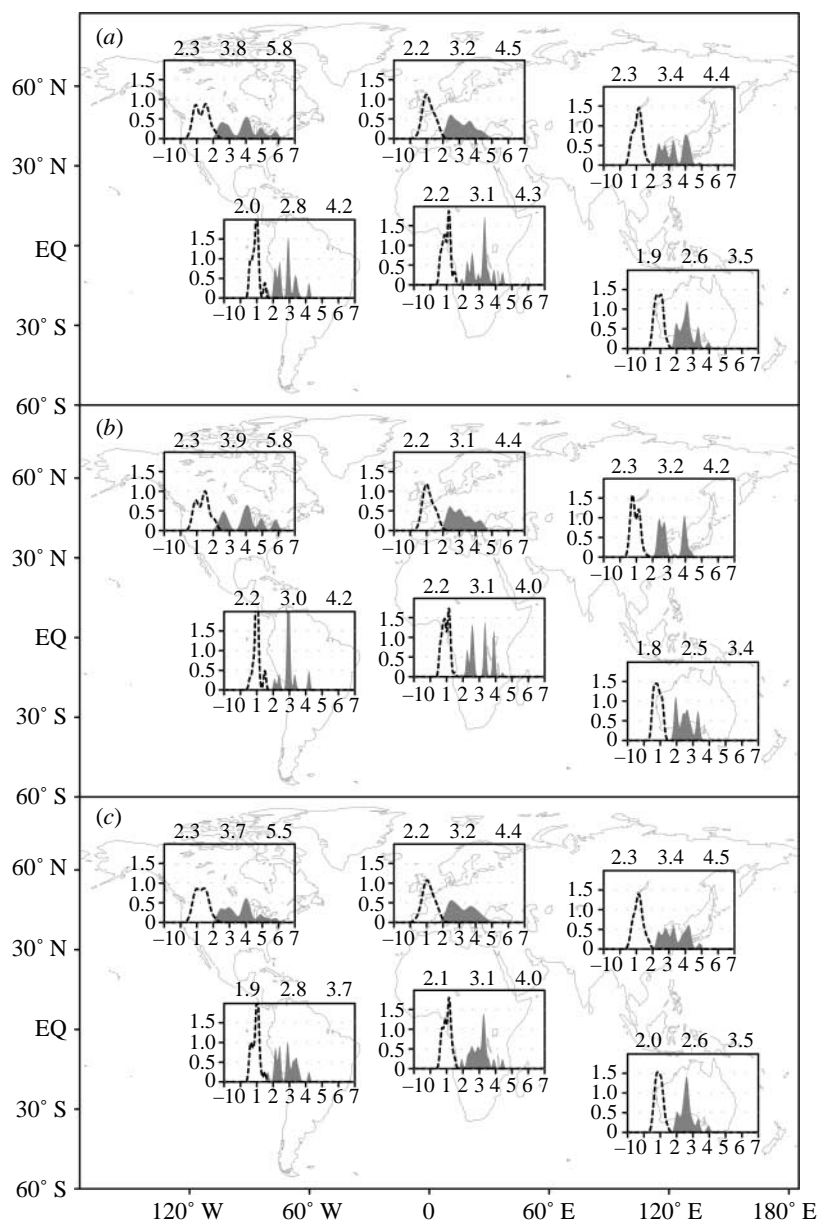 (a)
2.3 3.8 5.8
2.2 3.2 4.5
2.3 3.4 4.4
60° N
1.5
1.0
0.5
0
–10 1 2 3 4 5 6 7
1.5
1.0
0.5
0
–10 1 2 3 4 5 6 7
1.5
1.0
0.5
0
–10 1 2 3 4 5 6 7
30° N
2.0 2.8 4.2
2.2 3.1 4.3
1.5
1.0
0.5
0
–10 1 2 3 4 5 6 7
1.5
1.0
0.5
0
–10 1 2 3 4 5 6 7
EQ
1.9 2.6 3.5
1.5
1.0
0.5
0
–10 1 2 3 4 5 6 7
30° S
60° S
(b)
2.3 3.9 5.8
2.2 3.1 4.4
2.3 3.2 4.2
60° N
1.5
1.0
0.5
0
–10 1 2 3 4 5 6 7
1.5
1.0
0.5
0
–10 1 2 3 4 5 6 7
1.5
1.0
0.5
0
–10 1 2 3 4 5 6 7
30° N
2.2 3.0 4.2
2.2 3.1 4.0
1.5
1.0
0.5
0
–10 1 2 3 4 5 6 7
1.5
1.0
0.5
0
–10 1 2 3 4 5 6 7
EQ
1.8 2.5 3.4
1.5
1.0
0.5
0
–10 1 2 3 4 5 6 7
30° S
60° S
(c)
2.3 3.7 5.5
2.2 3.2 4.4
2.3 3.4 4.5
60° N
1.5
1.0
0.5
0
–10 1 2 3 4 5 6 7
1.5
1.0
0.5
0
–10 1 2 3 4 5 6 7
1.5
1.0
0.5
0
–10 1 2 3 4 5 6 7
30° N
1.9 2.8 3.7
2.1 3.1 4.0
1.5
1.0
0.5
0
–10 1 2 3 4 5 6 7
1.5
1.0
0.5
0
–10 1 2 3 4 5 6 7
EQ
2.0 2.6 3.5
1.5
1.0
0.5
0
–10 1 2 3 4 5 6 7
30° S
60° S
120° W 60° W 0 60° E 120° E 180° E